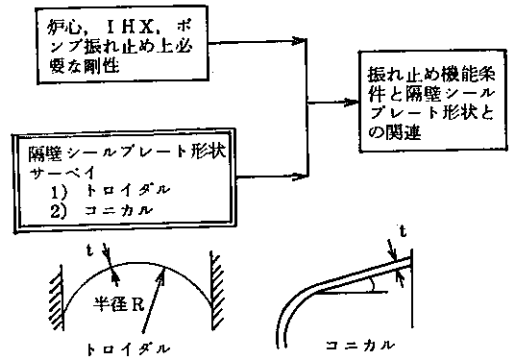 炉心，ＩＨＸ，ポ
ンプ振れ止め上必
要な剛性
振れ止め機能条
件と隔壁シール
プレート形状と
の関連
隔壁シールプレート形状
サーベイ
1) トロイダル
2) コニカル
t
半径R
トロイダル
t
コニカル